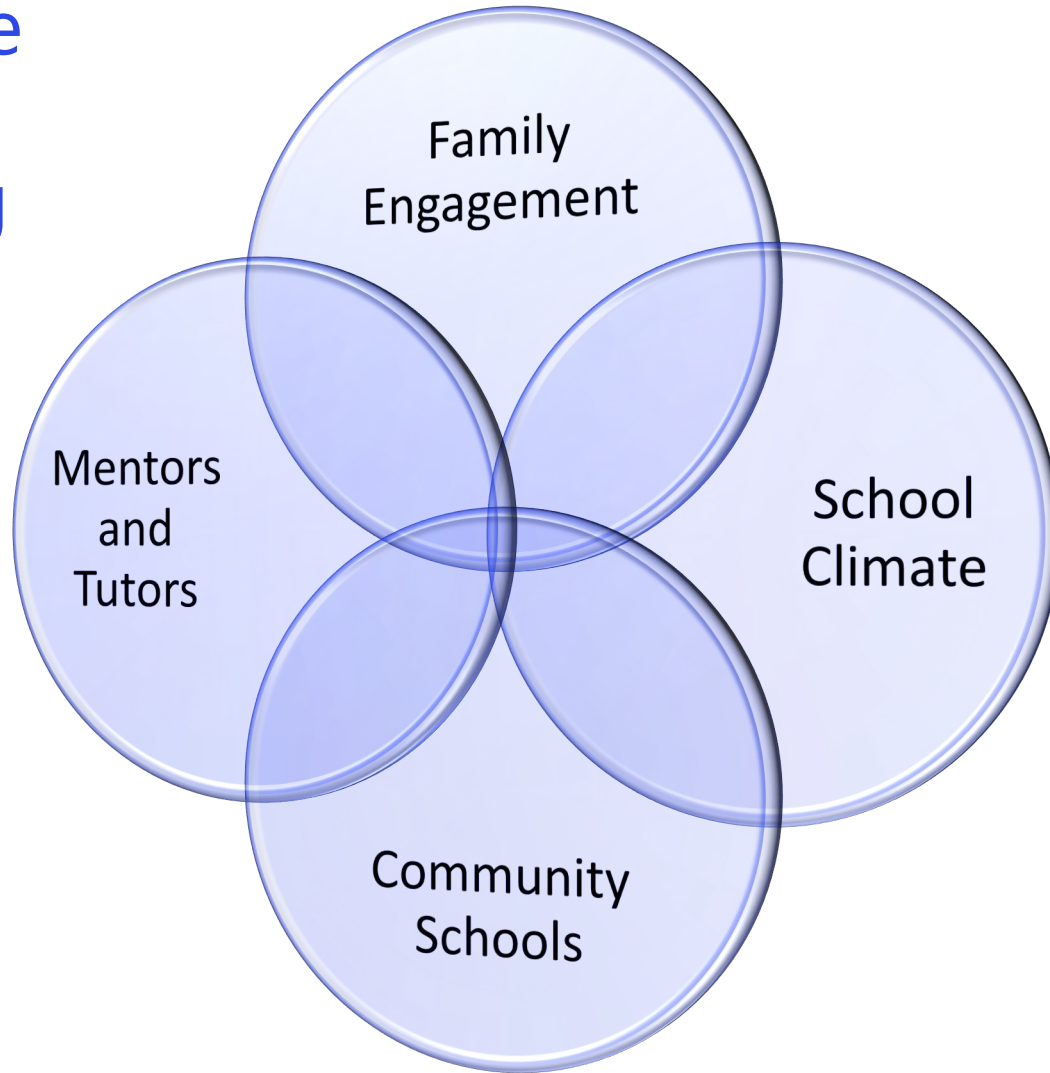 Family
Engagement
Mentors
and
Tutors
School
Climate
Community
Schools